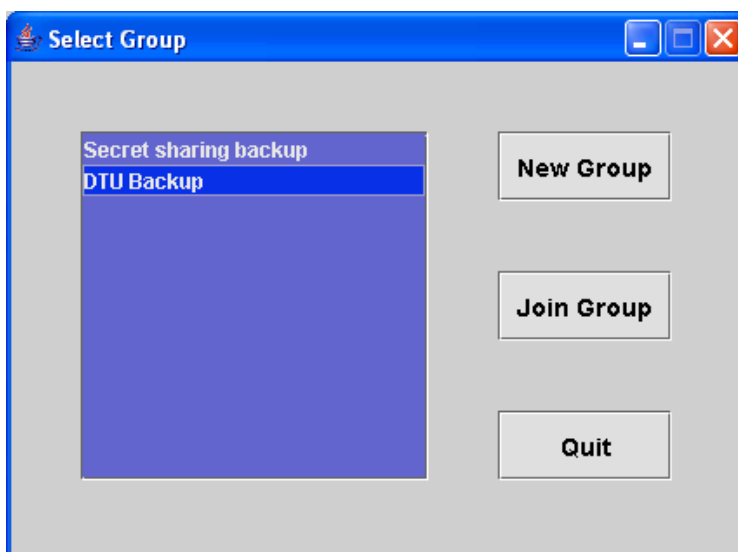 Select Group
Secret sharing backup
DTU Backup
New Group
Join Group
Quit